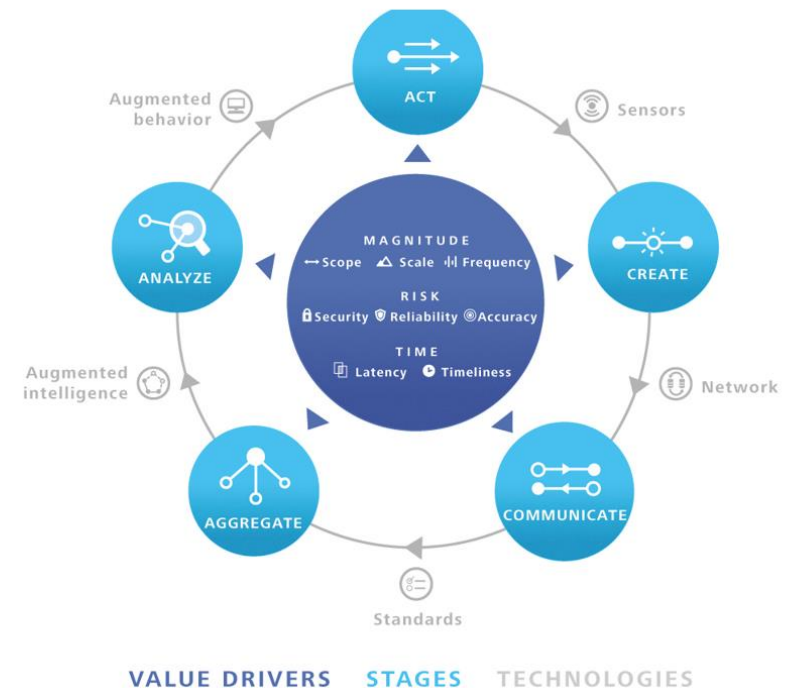 ACT
Augmented
behavior
Sensors
ANALYZE
CREATE
MAGNITUDE
Scope Scale Frequency
RISK
Security Reliability Accuracy
TIME
Latency Timeliness
Augmented
intelligence
Network
AGGREGATE
COMMUNICATE
Standards
VALUE DRIVERS STAGES TECHNOLOGIES